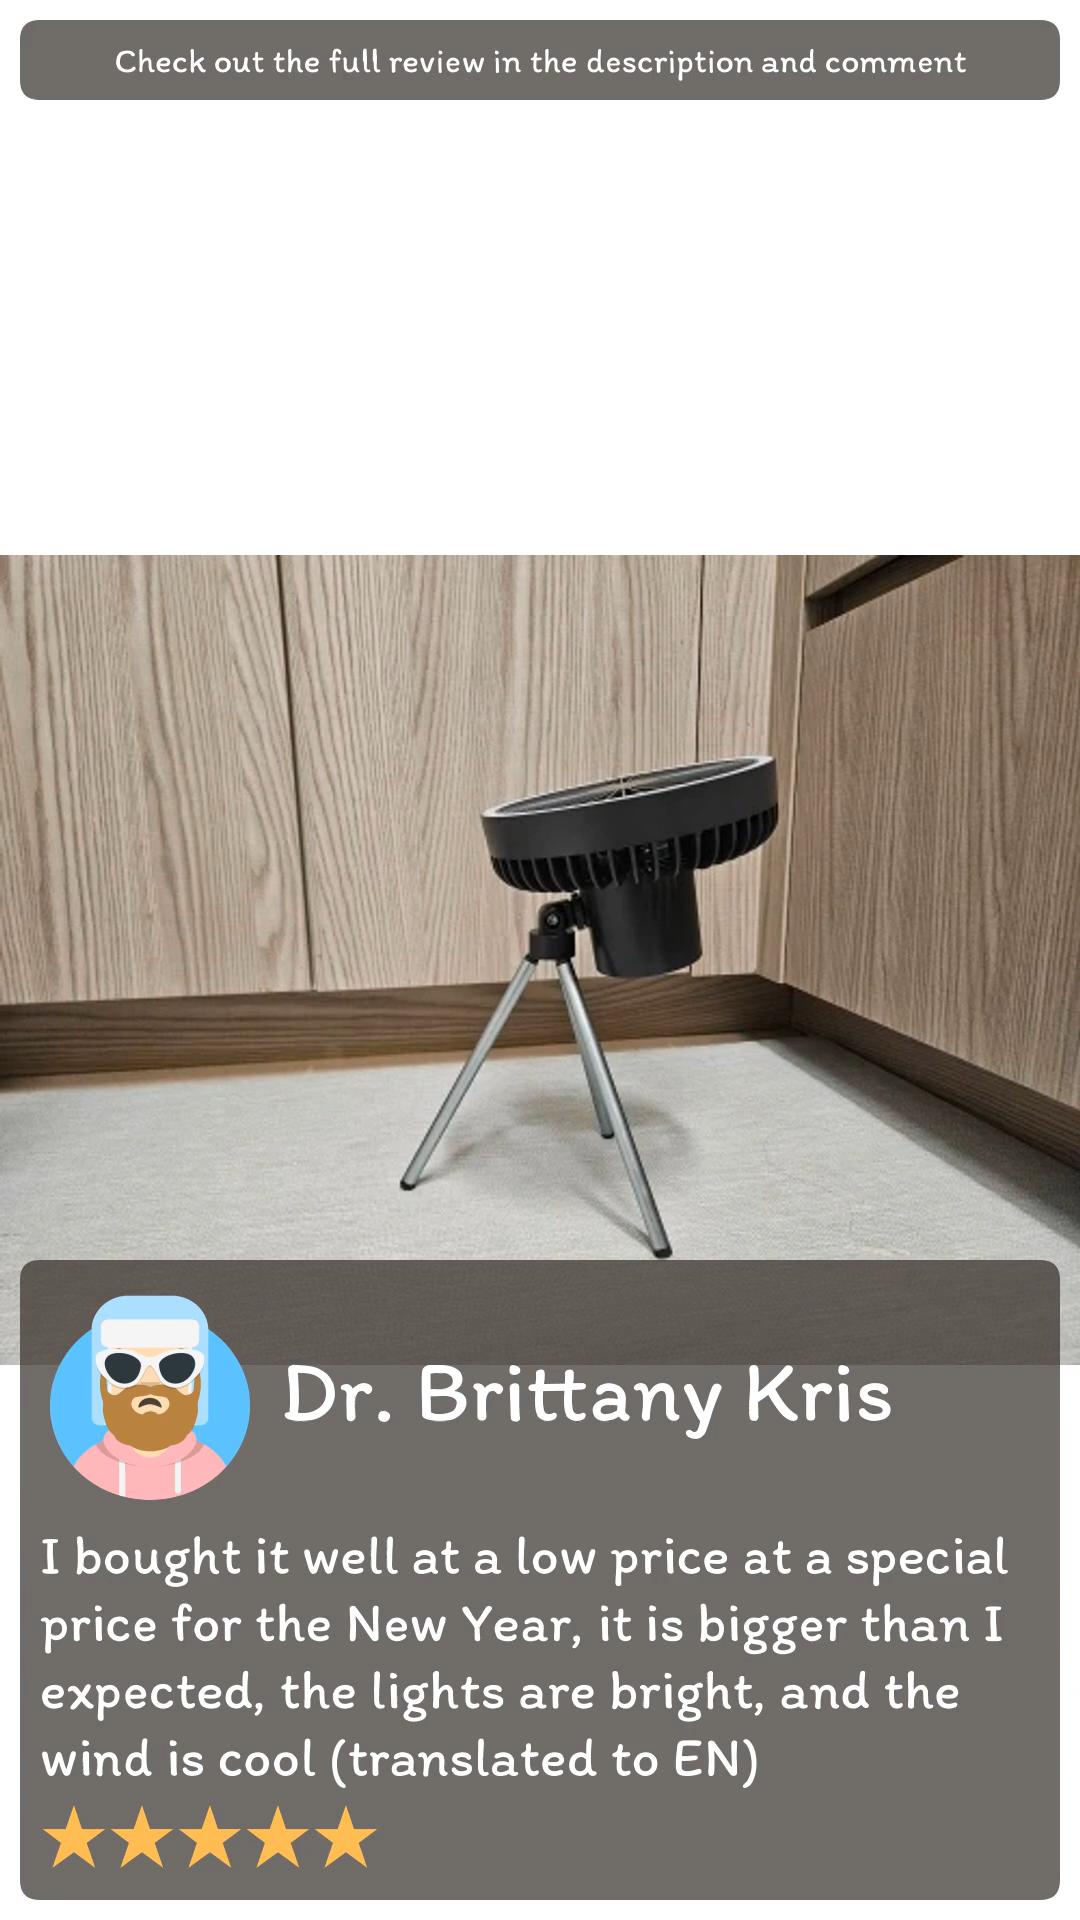 Check out the full review in the description and comment
Dr. Brittany Kris
I bought it well at a low price at a special
price for the New Year, it is bigger than I
expected, the lights are bright, and the
wind is cool (translated to EN)